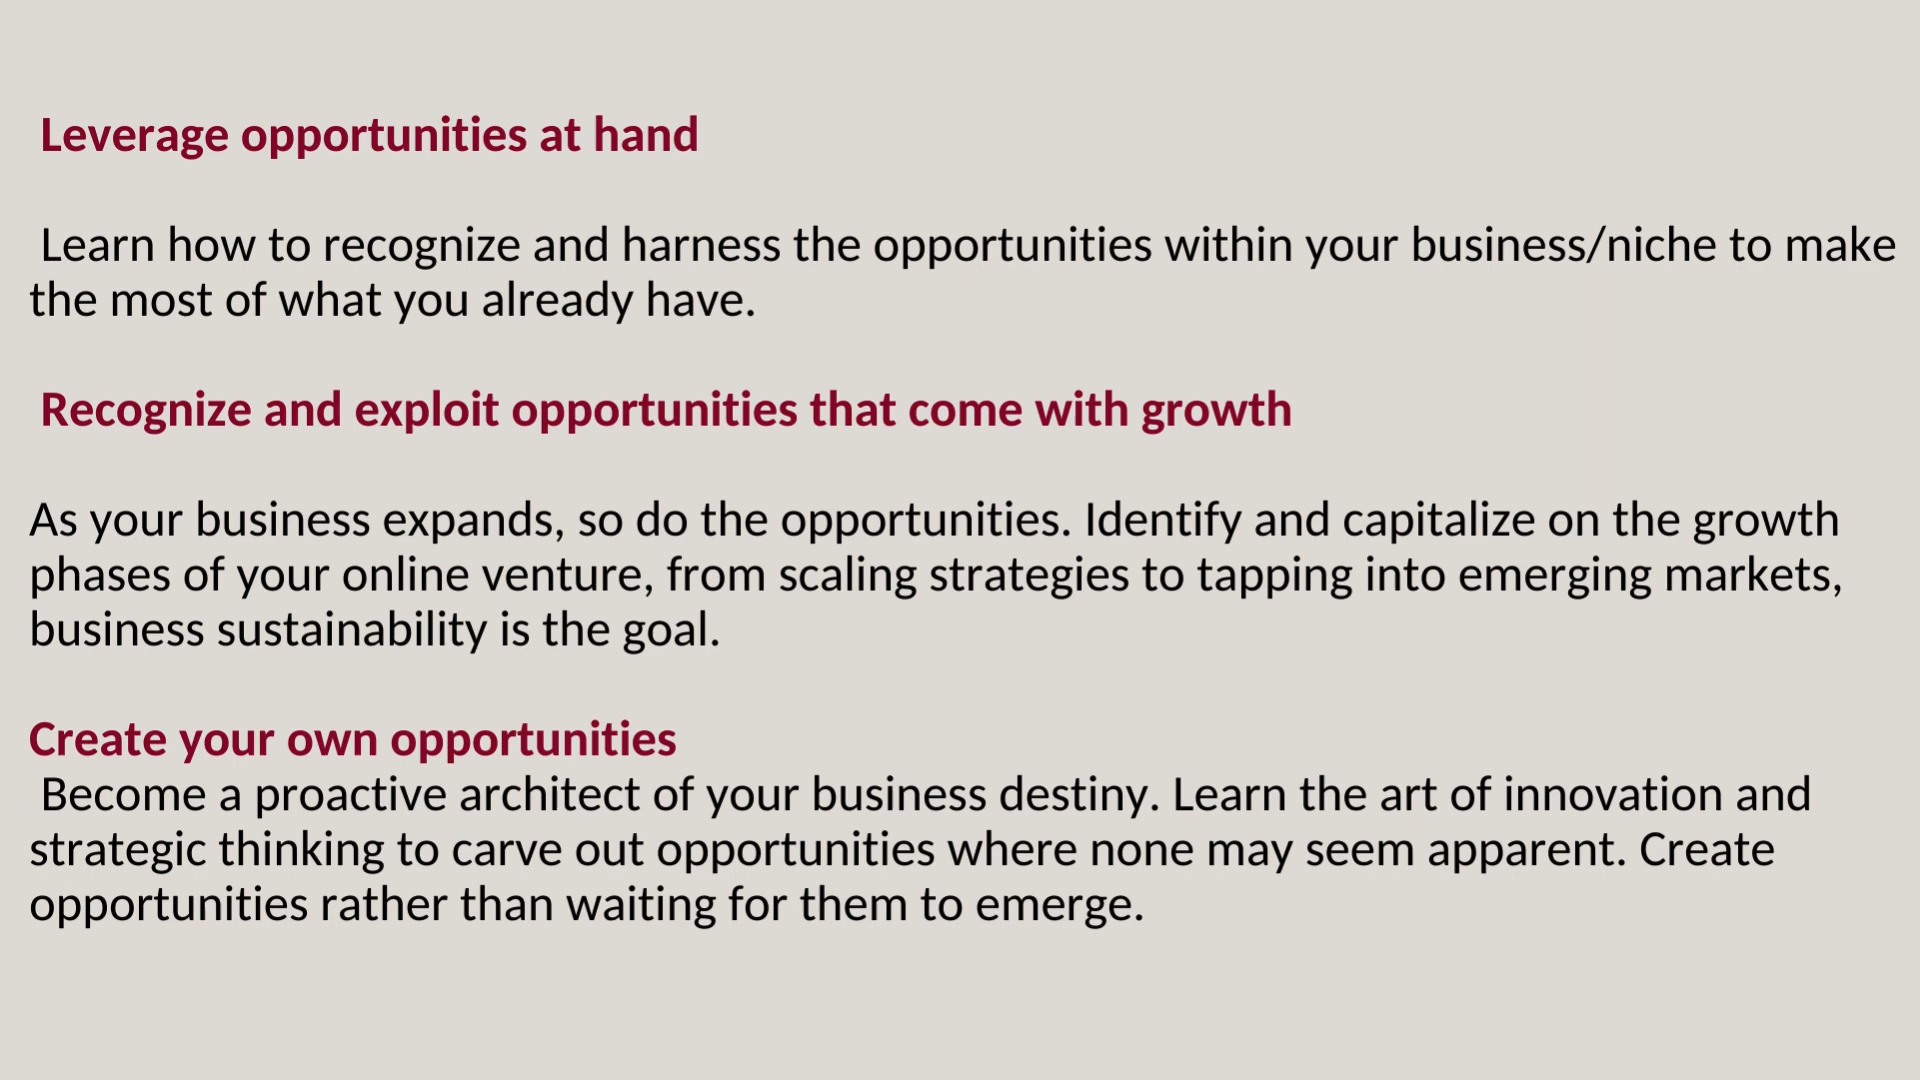 Leverage opportunities at hand
Learn how to recognize and harness the opportunities within your business/niche to make
the most of what you already have.
Recognize and exploit opportunities that come with growth
As your business expands, so do the opportunities. Identify and capitalize on the growth
phases of your online venture, from scaling strategies to tapping into emerging markets,
business sustainability is the goal.
Create your own opportunities
Become a proactive architect of your business destiny. Learn the art of innovation and
strategic thinking to carve out opportunities where none may seem apparent. Create
opportunities rather than waiting for them to emerge.